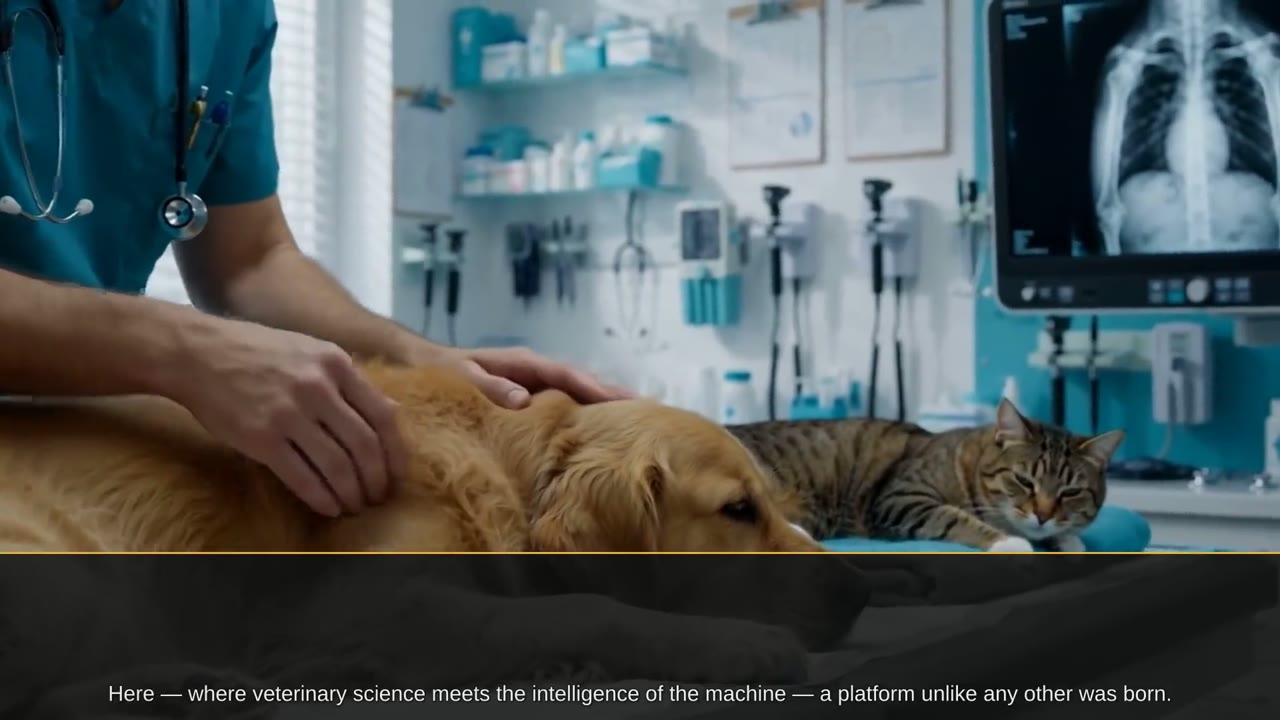 Here — where veterinary science meets the intelligence of the machine — a platform unlike any other was born.